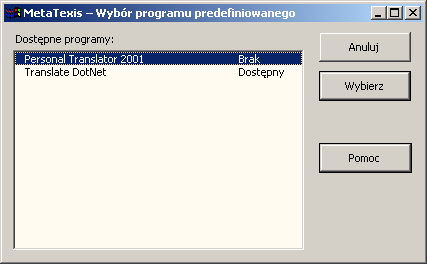 MetaTexis – Wybór programu predefiniowanego
Dostępne programy:
Personal Translator 2001 Brak
Translate DotNet Dostępny
Anuluj
Wybierz
Pomoc